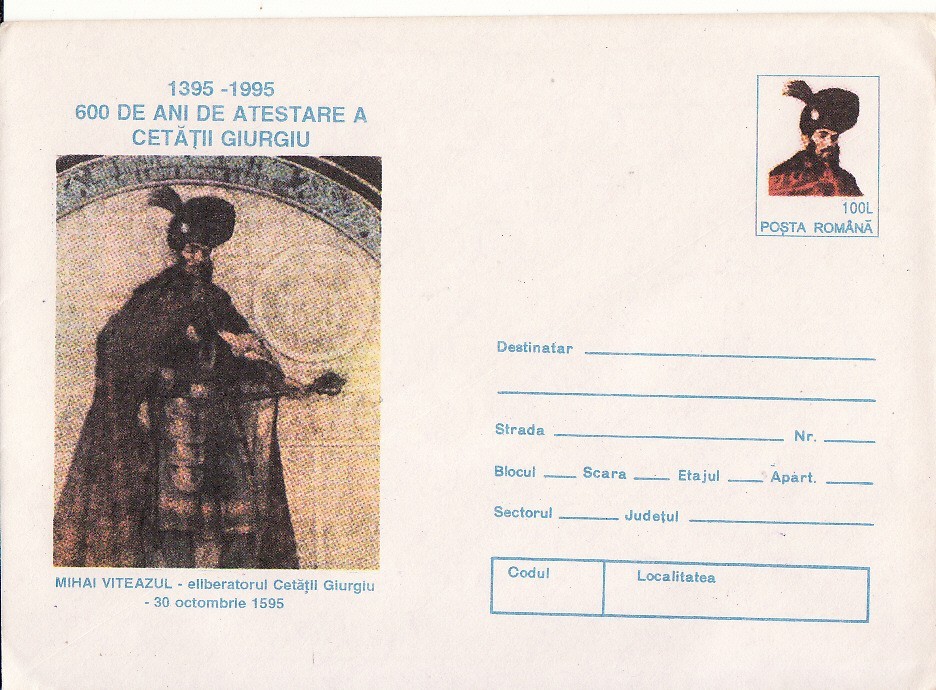 1395 -1995
600 DE ANI DE ATESTARE A
CETĂȚII GIURGIU
100L
POȘTA ROMÂNĂ
MIHAI VITEAZUL - eliberatorul Cetății Giurgiu
- 30 octombrie 1595
Destinatar
Strada Nr.
Blocul Scara Etajul Apart.
Sectorul Județul
Codul Localitatea